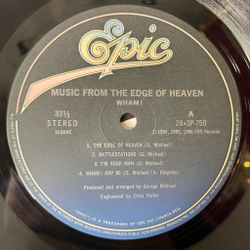 Epic
MUSIC FROM THE EDGE OF HEAVEN
WHAM!
33⅓
STEREO
A
28·3P-750
1. THE EDGE OF HEAVEN (G. Michael)
2. BATTLESTATIONS (G. Michael)
3. I'M YOUR MAN (G. Michael)
4. WHAM! RAP 86 (G. Michael / A. Ridgeley)
Produced and arranged by George Michael
Engineered by Chris Porter